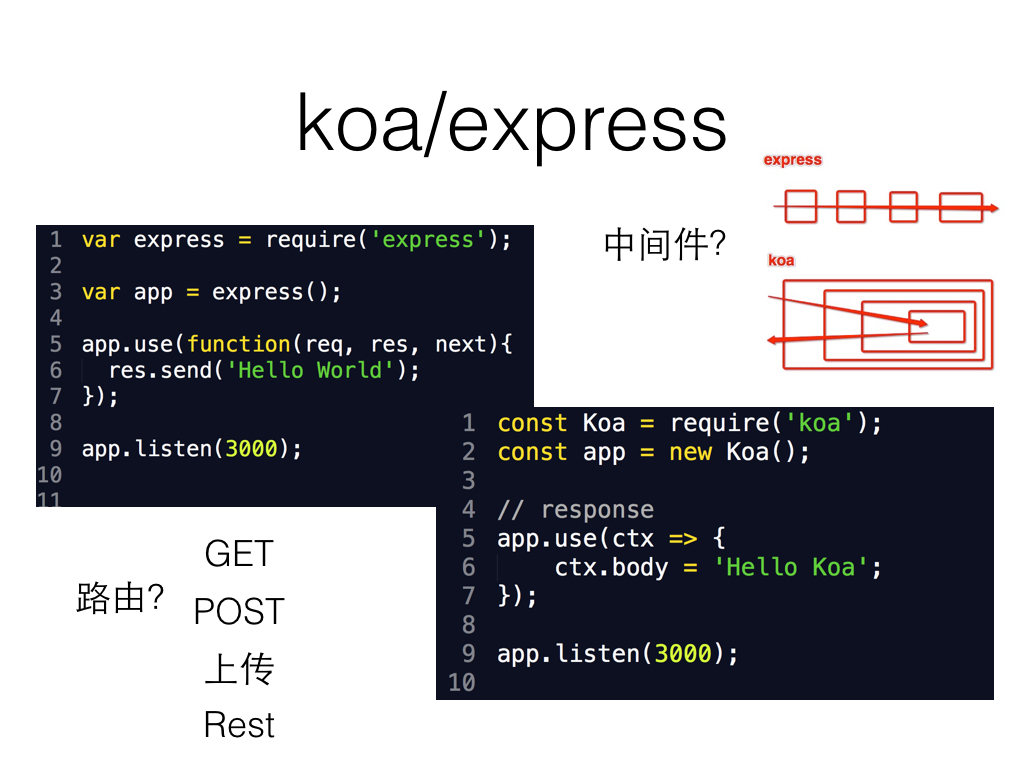 koa/express
express
中间件?
koa
1 var express = require('express');
2
3 var app = express();
4
5 app.use(function(req, res, next){
6   res.send('Hello World');
7 });
8
9 app.listen(3000);
10
11
1 const Koa = require('koa');
2 const app = new Koa();
3
4 // response
5 app.use(ctx => {
6     ctx.body = 'Hello Koa';
7 });
8
9 app.listen(3000);
10
路由?
GET
POST
上传
Rest